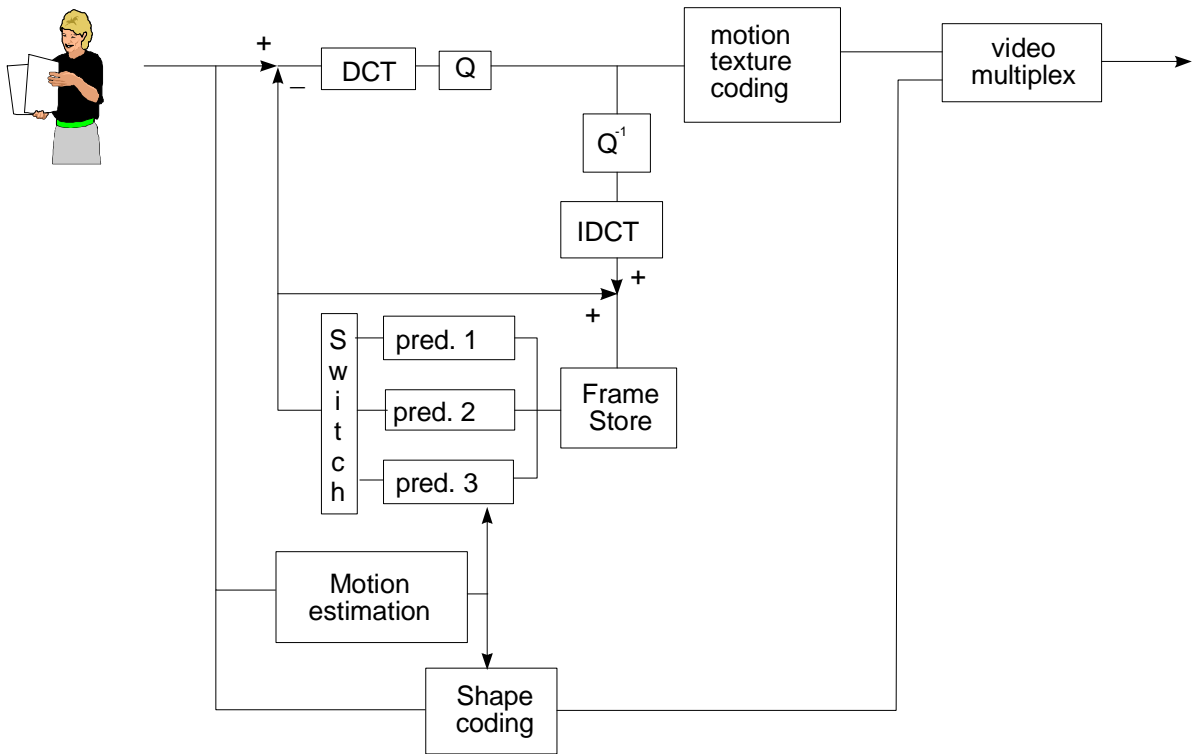 +
−
DCT
Q
motion
texture
coding
video
multiplex
Q-1
IDCT
+
+
S
w
i
t
c
h
pred. 1
pred. 2
pred. 3
Frame
Store
Motion
estimation
Shape
coding